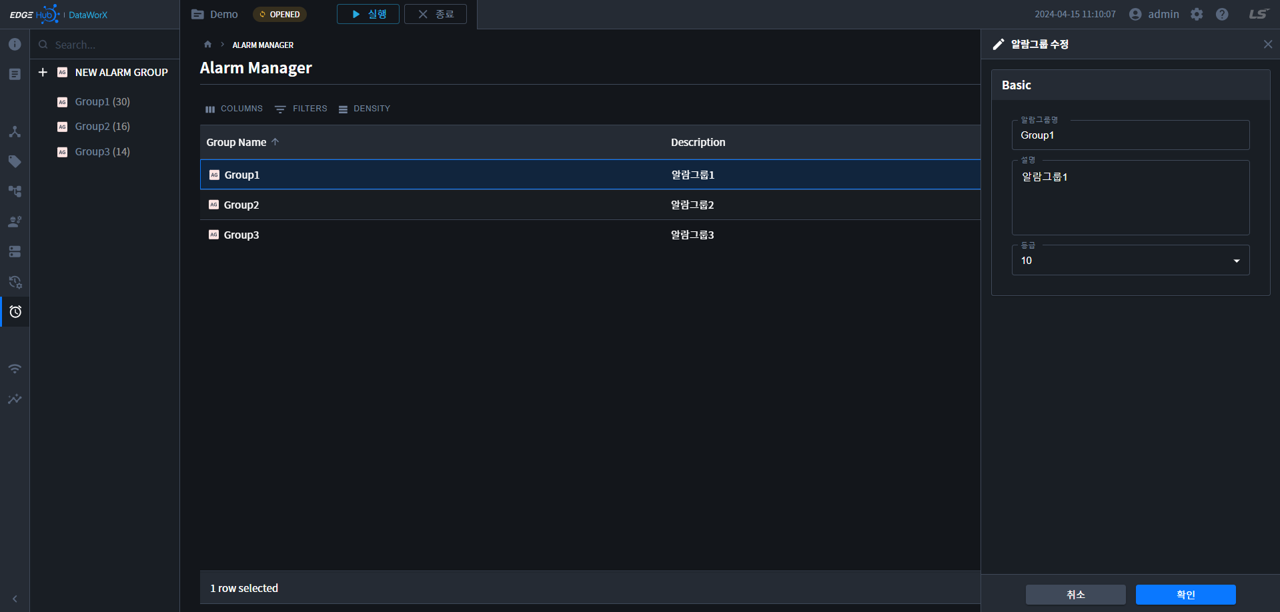 EDGE Hub | DataWorX
Demo
OPENED
실행
종료
2024-04-15 11:10:07
admin
LS
Search...
NEW ALARM GROUP
Group1 (30)
Group2 (16)
Group3 (14)
ALARM MANAGER
Alarm Manager
COLUMNS
FILTERS
DENSITY
Group Name
Description
AG Group1
알람그룹1
AG Group2
알람그룹2
AG Group3
알람그룹3
1 row selected
알람그룹 수정
Basic
알람그룹명
Group1
설명
알람그룹1
등급
10
취소
확인